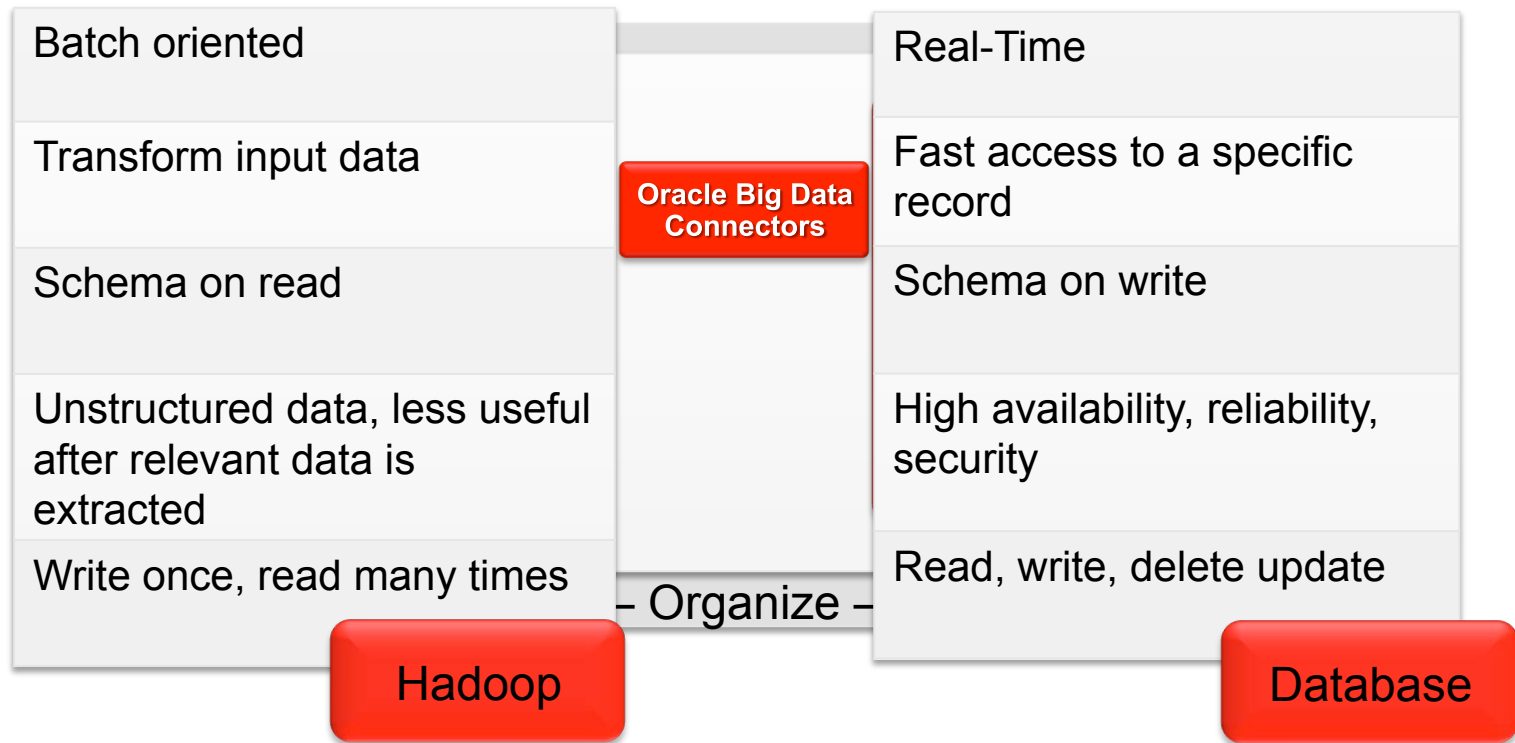 Batch oriented
Transform input data
Schema on read
Unstructured data, less useful
after relevant data is
extracted
Write once, read many times
Hadoop
Oracle Big Data
Connectors
– Organize –
Real-Time
Fast access to a specific
record
Schema on write
High availability, reliability,
security
Read, write, delete update
Database